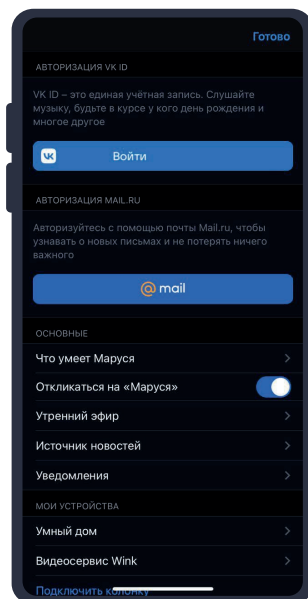 Готово
АВТОРИЗАЦИЯ VK ID
VK ID – это единая учётная запись. Слушайте
музыку, будьте в курсе у кого день рождения и
многое другое
Войти
АВТОРИЗАЦИЯ MAIL.RU
Авторизуйтесь с помощью почты Mail.ru, чтобы
узнавать о новых письмах и не потерять ничего
важного
@mail
ОСНОВНЫЕ
Что умеет Маруся
Откликаться на «Маруся»
Утренний эфир
Источник новостей
Уведомления
МОИ УСТРОЙСТВА
Умный дом
Видеосервис Wink
Подключить колонку